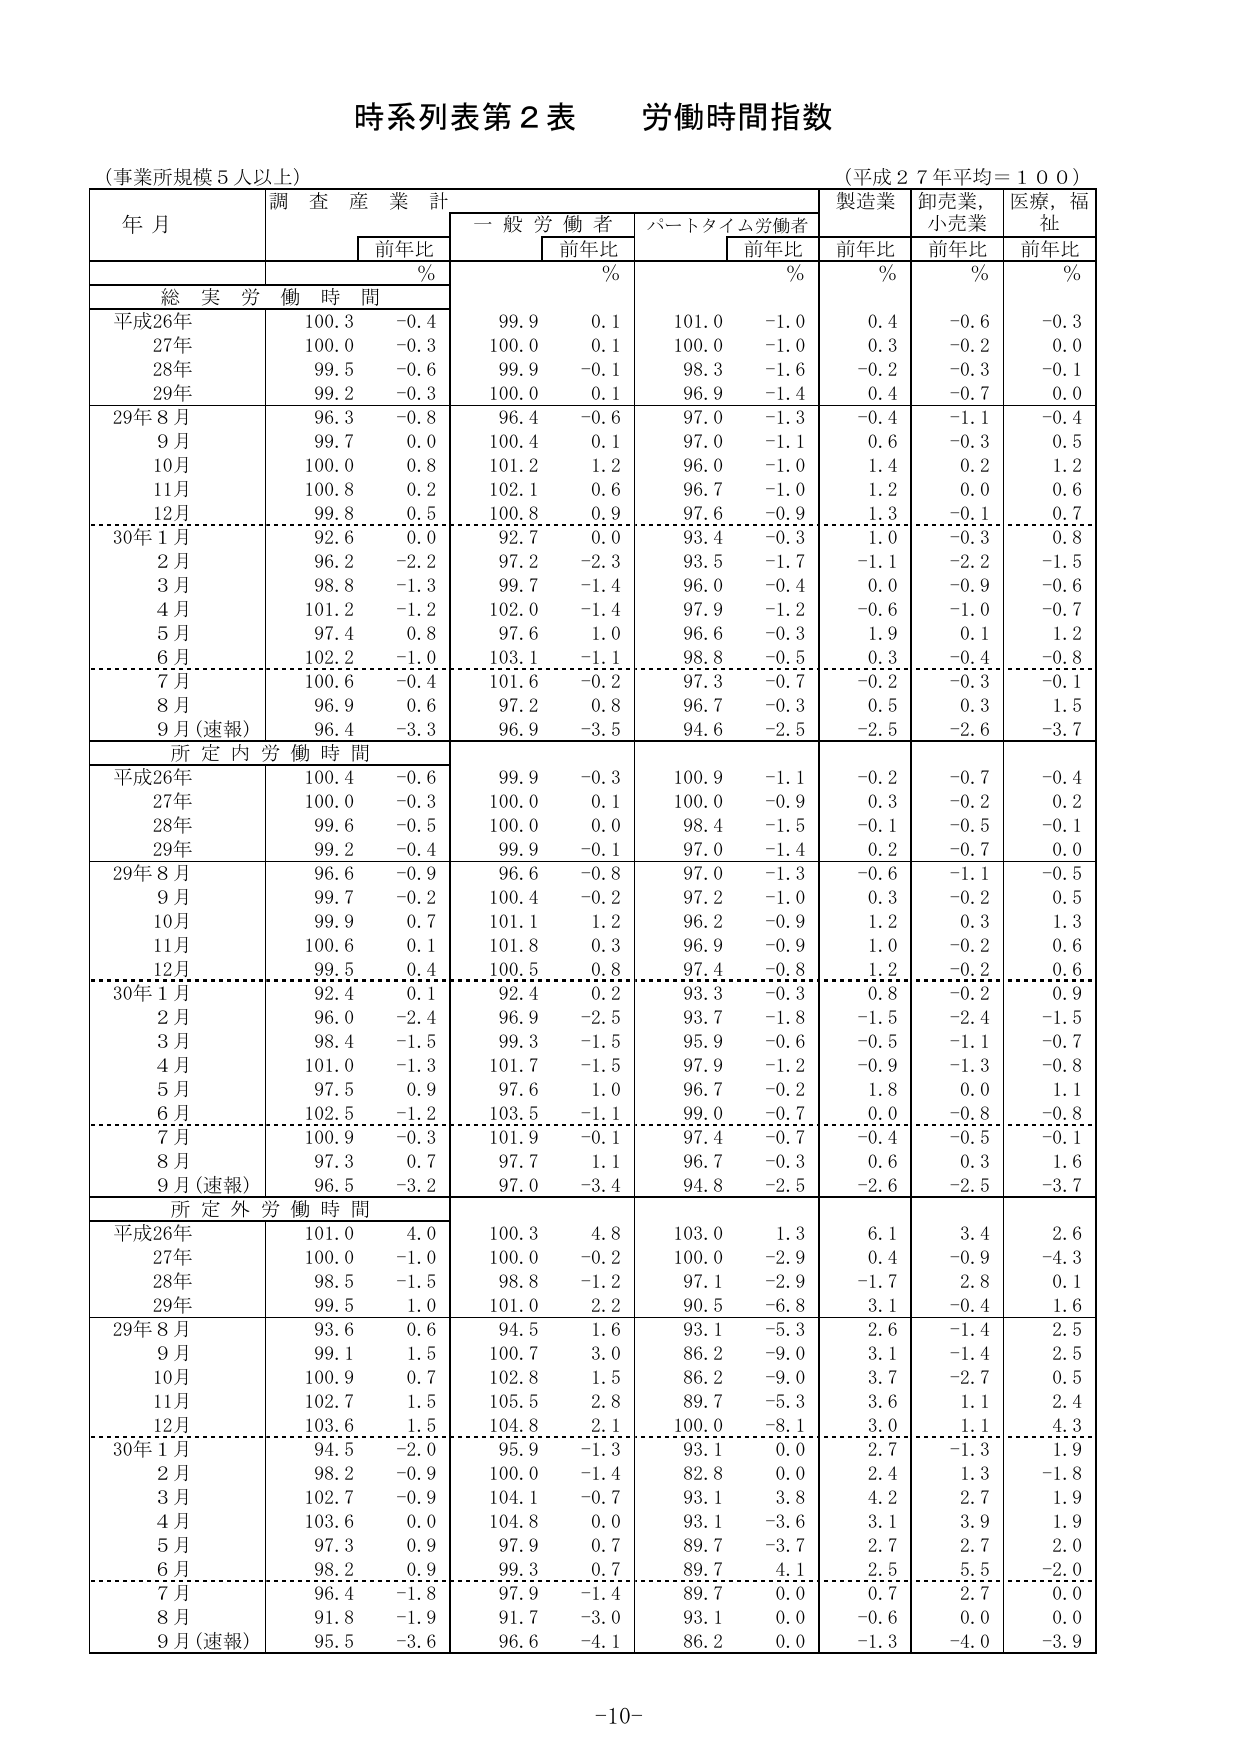 時系列表第２表　　労働時間指数
（事業所規模５人以上）　（平成２７年平均＝１００）
調 査 産 業 計　製造業　卸売業，　医療，福
年 月　一 般 労 働 者　パートタイム労働者　小売業　祉
前年比　前年比　前年比　前年比　前年比　前年比
％　％　％　％　％　％
総 実 労 働 時 間
平成26年 100.3 -0.4 99.9 0.1 101.0 -1.0 0.4 -0.6 -0.3
27年 100.0 -0.3 100.0 0.1 100.0 -1.0 0.3 -0.2 0.0
28年 99.5 -0.6 99.9 -0.1 98.3 -1.6 -0.2 -0.3 -0.1
29年 99.2 -0.3 100.0 0.1 96.9 -1.4 0.4 -0.7 0.0
29年８月 96.3 -0.8 96.4 -0.6 97.0 -1.3 -0.4 -1.1 -0.4
９月 99.7 0.0 100.4 0.1 97.0 -1.1 0.6 -0.3 0.5
10月 100.0 0.8 101.2 1.2 96.0 -1.0 1.4 0.2 1.2
11月 100.8 0.2 102.1 0.6 96.7 -1.0 1.2 0.0 0.6
12月 99.8 0.5 100.8 0.9 97.6 -0.9 1.3 -0.1 0.7
30年１月 92.6 0.0 92.7 0.0 93.4 -0.3 1.0 -0.3 0.8
２月 96.2 -2.2 97.2 -2.3 93.5 -1.7 -1.1 -2.2 -1.5
３月 98.8 -1.3 99.7 -1.4 96.0 -0.4 0.0 -0.9 -0.6
４月 101.2 -1.2 102.0 -1.4 97.9 -1.2 -0.6 -1.0 -0.7
５月 97.4 0.8 97.6 1.0 96.6 -0.3 1.9 0.1 1.2
６月 102.2 -1.0 103.1 -1.1 98.8 -0.5 0.3 -0.4 -0.8
７月 100.6 -0.4 101.6 -0.2 97.3 -0.7 -0.2 -0.3 -0.1
８月 96.9 0.6 97.2 0.8 96.7 -0.3 0.5 0.3 1.5
９月(速報) 96.4 -3.3 96.9 -3.5 94.6 -2.5 -2.5 -2.6 -3.7
所 定 内 労 働 時 間
平成26年 100.4 -0.6 99.9 -0.3 100.9 -1.1 -0.2 -0.7 -0.4
27年 100.0 -0.3 100.0 0.1 100.0 -0.9 0.3 -0.2 0.2
28年 99.6 -0.5 100.0 0.0 98.4 -1.5 -0.1 -0.5 -0.1
29年 99.2 -0.4 99.9 -0.1 97.0 -1.4 0.2 -0.7 0.0
29年８月 96.6 -0.9 96.6 -0.8 97.0 -1.3 -0.6 -1.1 -0.5
９月 99.7 -0.2 100.4 -0.2 97.2 -1.0 0.3 -0.2 0.5
10月 99.9 0.7 101.1 1.2 96.2 -0.9 1.2 0.3 1.3
11月 100.6 0.1 101.8 0.3 96.9 -0.9 1.0 -0.2 0.6
12月 99.5 0.4 100.5 0.8 97.4 -0.8 1.2 -0.2 0.6
30年１月 92.4 0.1 92.4 0.2 93.3 -0.3 0.8 -0.2 0.9
２月 96.0 -2.4 96.9 -2.5 93.7 -1.8 -1.5 -2.4 -1.5
３月 98.4 -1.5 99.3 -1.5 95.9 -0.6 -0.5 -1.1 -0.7
４月 101.0 -1.3 101.7 -1.5 97.9 -1.2 -0.9 -1.3 -0.8
５月 97.5 0.9 97.6 1.0 96.7 -0.2 1.8 0.0 1.1
６月 102.5 -1.2 103.5 -1.1 99.0 -0.7 0.0 -0.8 -0.8
７月 100.9 -0.3 101.9 -0.1 97.4 -0.7 -0.4 -0.5 -0.1
８月 97.3 0.7 97.7 1.1 96.7 -0.3 0.6 0.3 1.6
９月(速報) 96.5 -3.2 97.0 -3.4 94.8 -2.5 -2.6 -2.5 -3.7
所 定 外 労 働 時 間
平成26年 101.0 4.0 100.3 4.8 103.0 1.3 6.1 3.4 2.6
27年 100.0 -1.0 100.0 -0.2 100.0 -2.9 0.4 -0.9 -4.3
28年 98.5 -1.5 98.8 -1.2 97.1 -2.9 -1.7 2.8 0.1
29年 99.5 1.0 101.0 2.2 90.5 -6.8 3.1 -0.4 1.6
29年８月 93.6 0.6 94.5 1.6 93.1 -5.3 2.6 -1.4 2.5
９月 99.1 1.5 100.7 3.0 86.2 -9.0 3.1 -1.4 2.5
10月 100.9 0.7 102.8 1.5 86.2 -9.0 3.7 -2.7 0.5
11月 102.7 1.5 105.5 2.8 89.7 -5.3 3.6 1.1 2.4
12月 103.6 1.5 104.8 2.1 100.0 -8.1 3.0 1.1 4.3
30年１月 94.5 -2.0 95.9 -1.3 93.1 0.0 2.7 -1.3 1.9
２月 98.2 -0.9 100.0 -1.4 82.8 0.0 2.4 1.3 -1.8
３月 102.7 -0.9 104.1 -0.7 93.1 3.8 4.2 2.7 1.9
４月 103.6 0.0 104.8 0.0 93.1 -3.6 3.1 3.9 1.9
５月 97.3 0.9 97.9 0.7 89.7 -3.7 2.7 2.7 2.0
６月 98.2 0.9 99.3 0.7 89.7 4.1 2.5 5.5 -2.0
７月 96.4 -1.8 97.9 -1.4 89.7 0.0 0.7 2.7 0.0
８月 91.8 -1.9 91.7 -3.0 93.1 0.0 -0.6 0.0 0.0
９月(速報) 95.5 -3.6 96.6 -4.1 86.2 0.0 -1.3 -4.0 -3.9
-10-